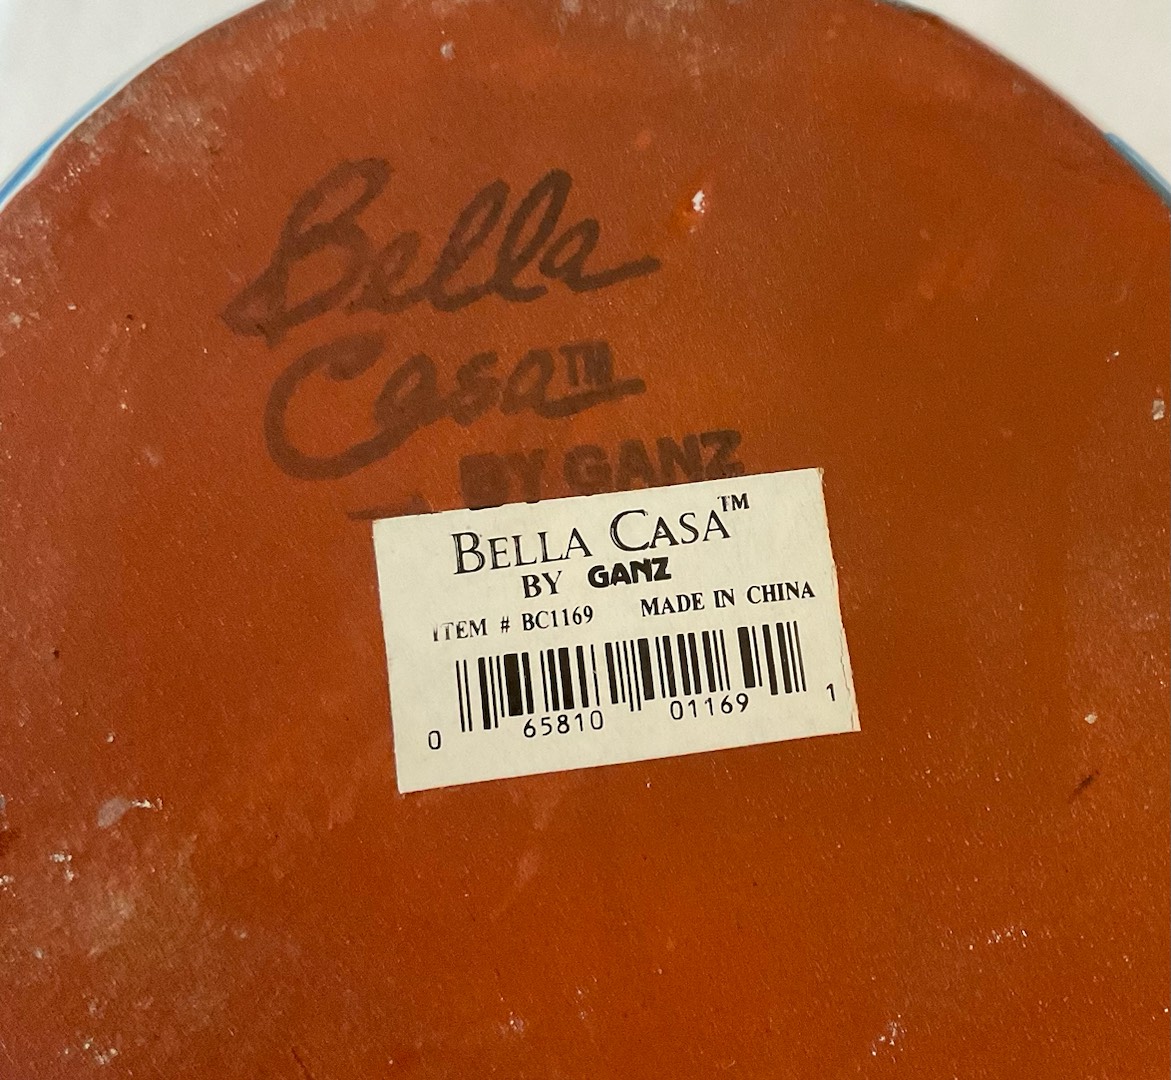 Bella
Casa™
BY GANZ
BELLA CASA™
BY GANZ
ITEM # BC1169 MADE IN CHINA
0 65810 01169 1